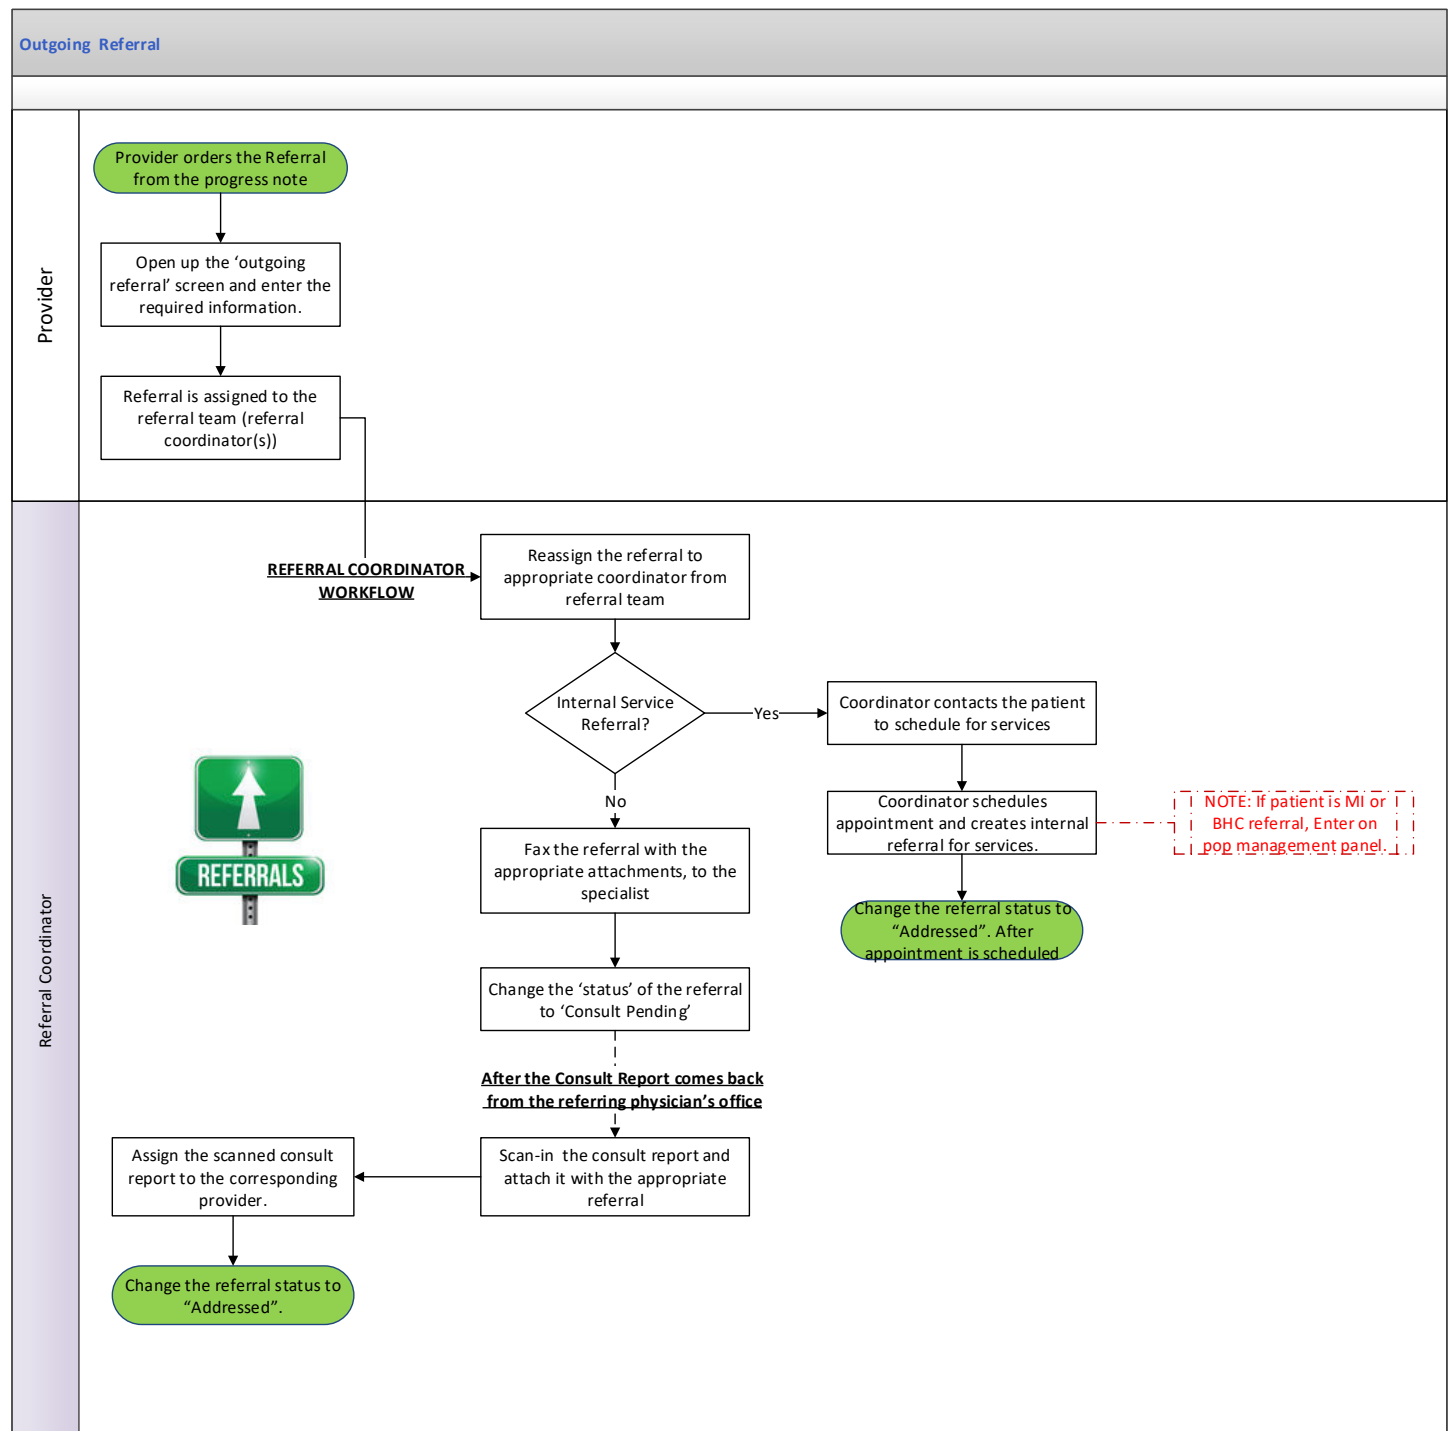 Outgoing Referral
Provider
Provider orders the Referral
from the progress note
Open up the ‘outgoing
referral’ screen and enter the
required information.
Referral is assigned to the
referral team (referral
coordinator(s))
Referral Coordinator
REFERRAL COORDINATOR
WORKFLOW
Reassign the referral to
appropriate coordinator from
referral team
Internal Service
Referral?
Yes
Coordinator contacts the patient
to schedule for services
Coordinator schedules
appointment and creates internal
referral for services.
NOTE: If patient is MI or
BHC referral, Enter on
pop management panel.
Change the referral status to
“Addressed”. After
appointment is scheduled
No
Fax the referral with the
appropriate attachments, to the
specialist
REFERRALS
Change the ‘status’ of the referral
to ‘Consult Pending’
After the Consult Report comes back
from the referring physician’s office
Scan-in the consult report and
attach it with the appropriate
referral
Assign the scanned consult
report to the corresponding
provider.
Change the referral status to
“Addressed”.